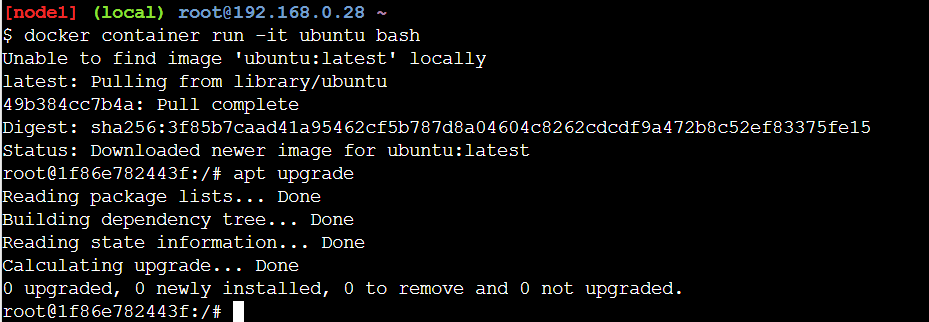 [node1] (local) root@192.168.0.28 ~
$ docker container run -it ubuntu bash
Unable to find image 'ubuntu:latest' locally
latest: Pulling from library/ubuntu
49b384cc7b4a: Pull complete
Digest: sha256:3f85b7caad41a95462cf5b787d8a04604c8262cdcdf9a472b8c52ef83375fe15
Status: Downloaded newer image for ubuntu:latest
root@1f86e782443f:/# apt upgrade
Reading package lists... Done
Building dependency tree... Done
Reading state information... Done
Calculating upgrade... Done
0 upgraded, 0 newly installed, 0 to remove and 0 not upgraded.
root@1f86e782443f:/#